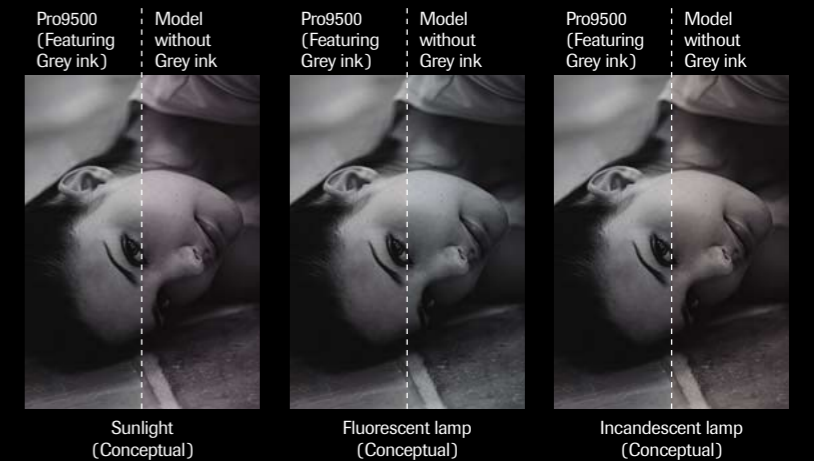 Pro9500
(Featuring
Grey ink)
Model
without
Grey ink
Pro9500
(Featuring
Grey ink)
Model
without
Grey ink
Pro9500
(Featuring
Grey ink)
Model
without
Grey ink
Sunlight
(Conceptual)
Fluorescent lamp
(Conceptual)
Incandescent lamp
(Conceptual)